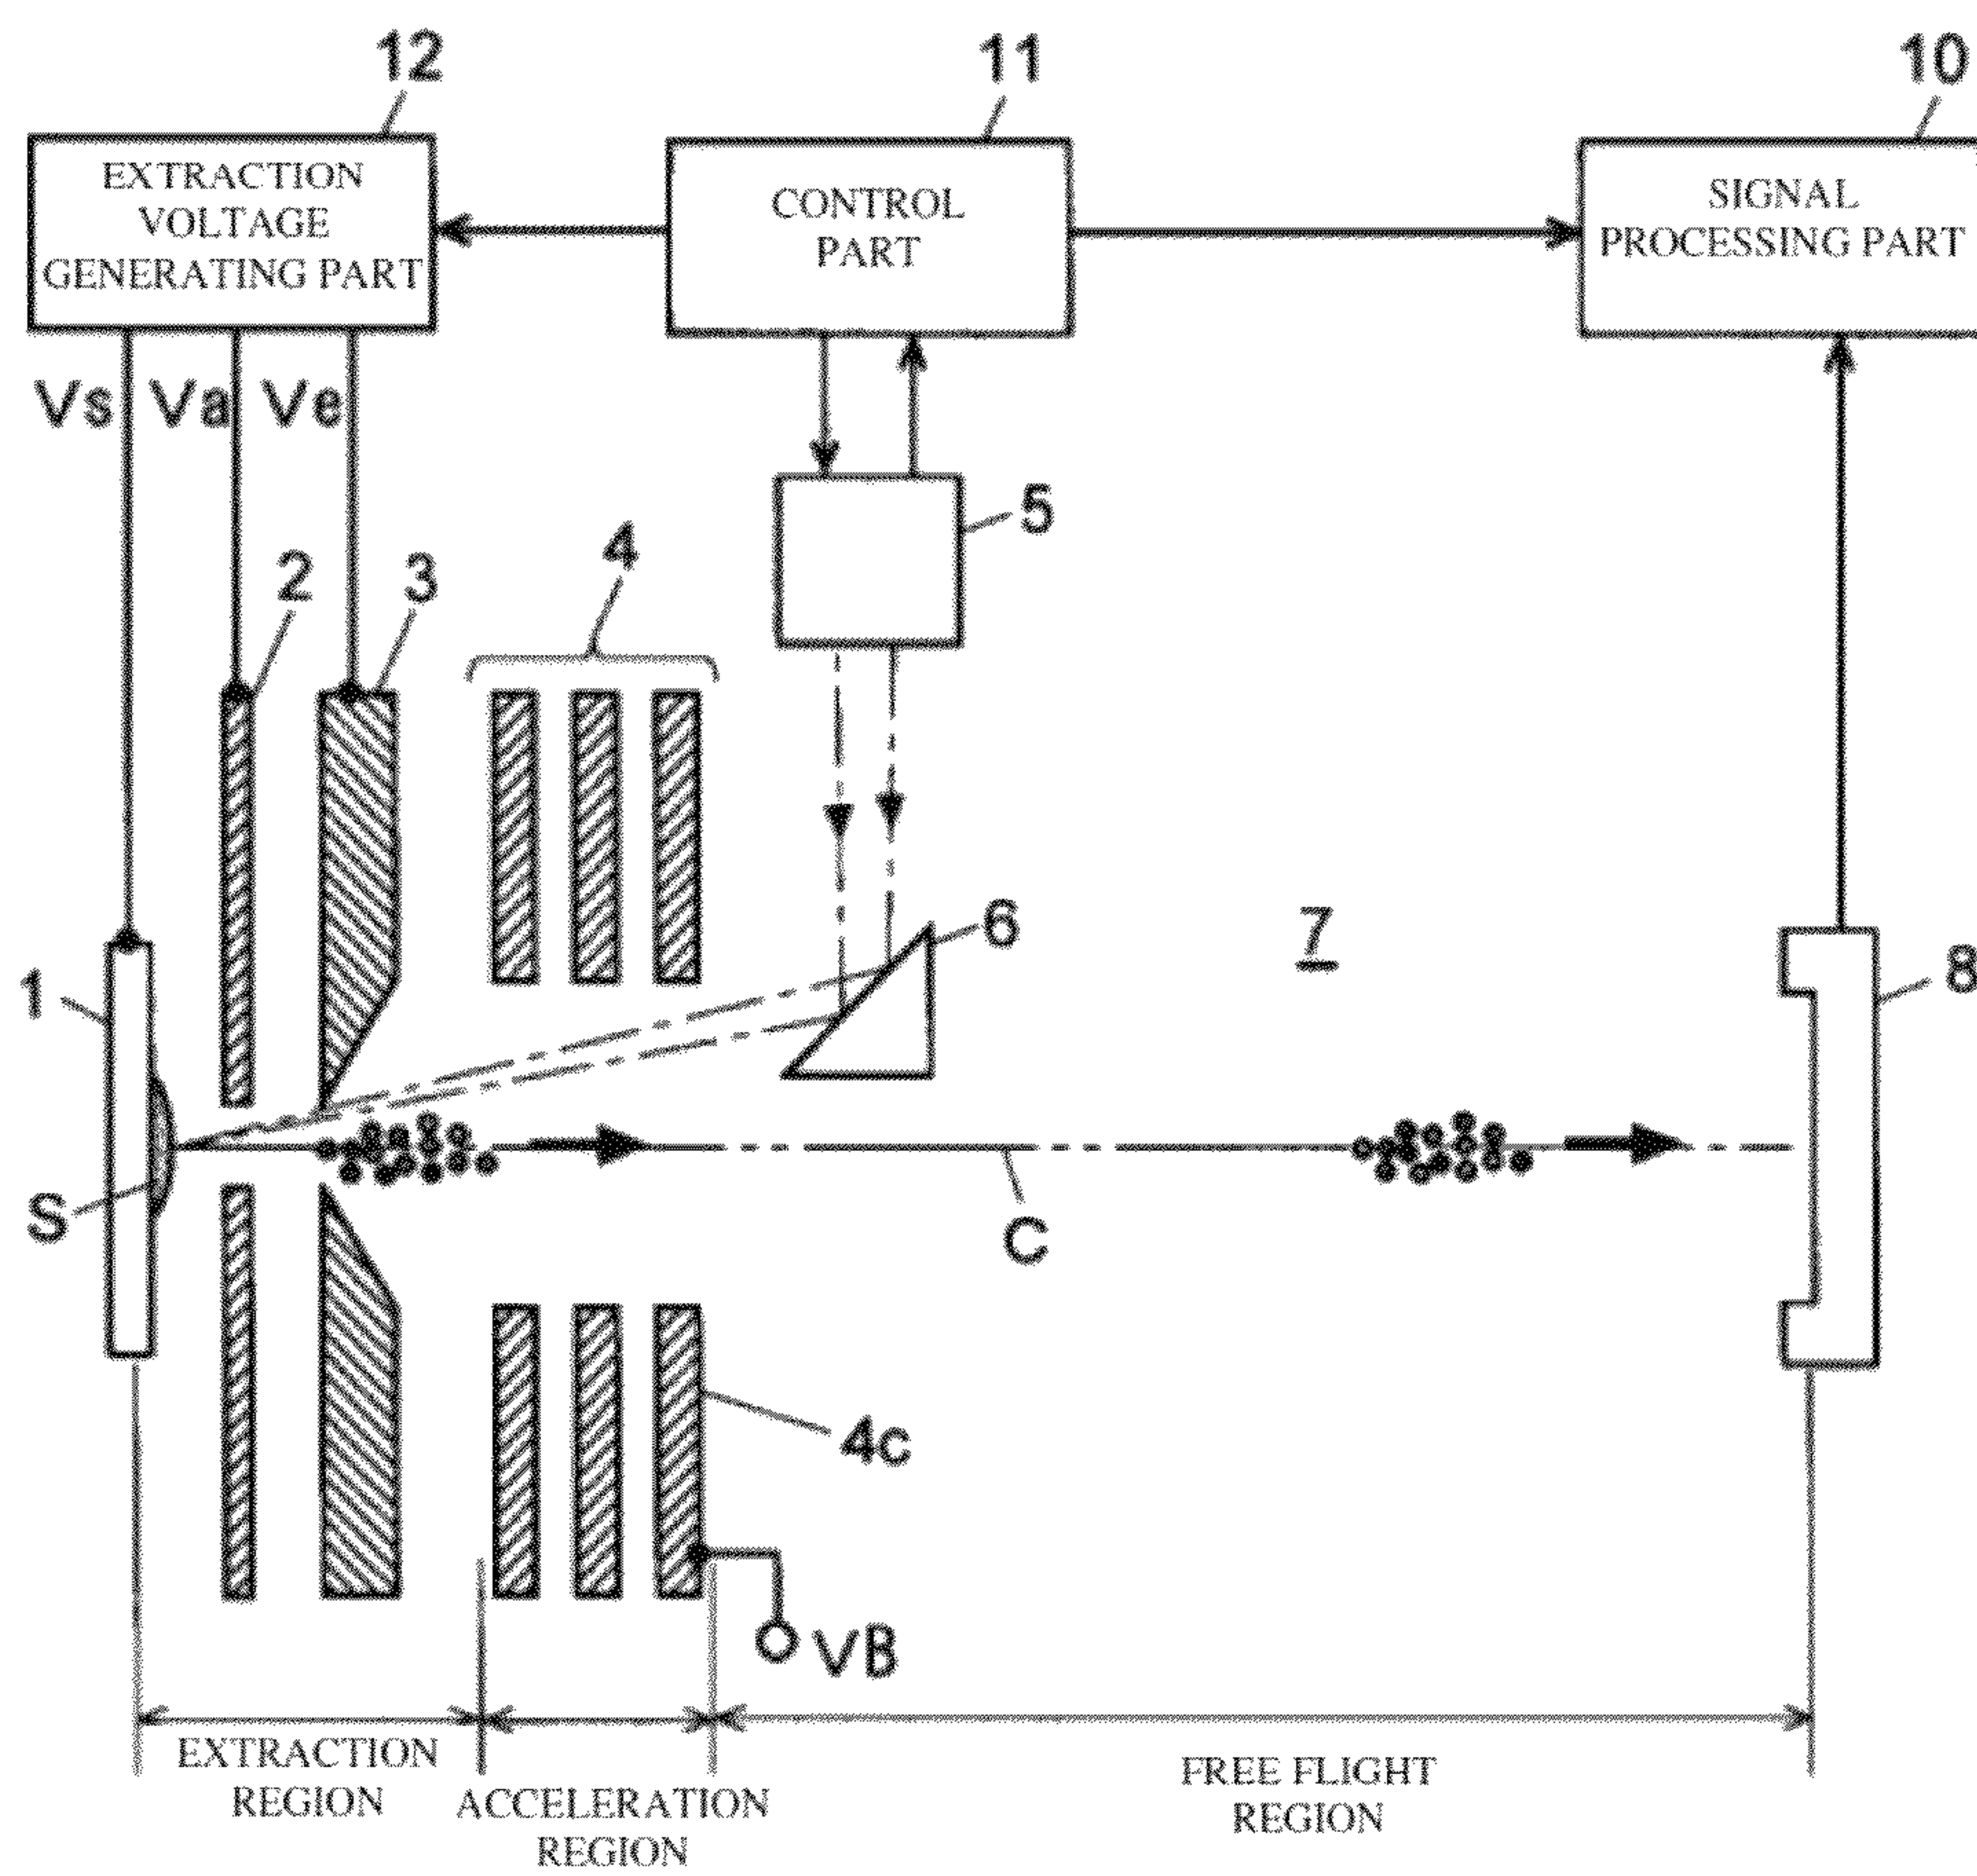 12
11
10
EXTRACTION
VOLTAGE
GENERATING PART
CONTROL
PART
SIGNAL
PROCESSING PART
Vs
Va
Ve
5
4
2
3
6
7
1
8
S
C
4c
VB
EXTRACTION
REGION
ACCELERATION
REGION
FREE FLIGHT
REGION